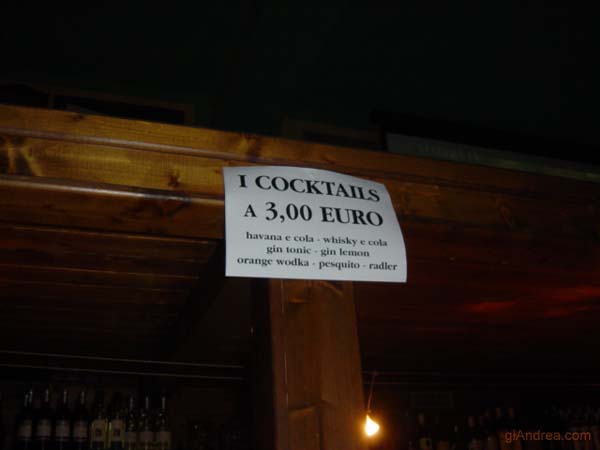 I COCKTAILS
A 3,00 EURO
havana e cola - whisky e cola
gin tonic - gin lemon
orange wodka - pesquito - radler
giAndrea.com